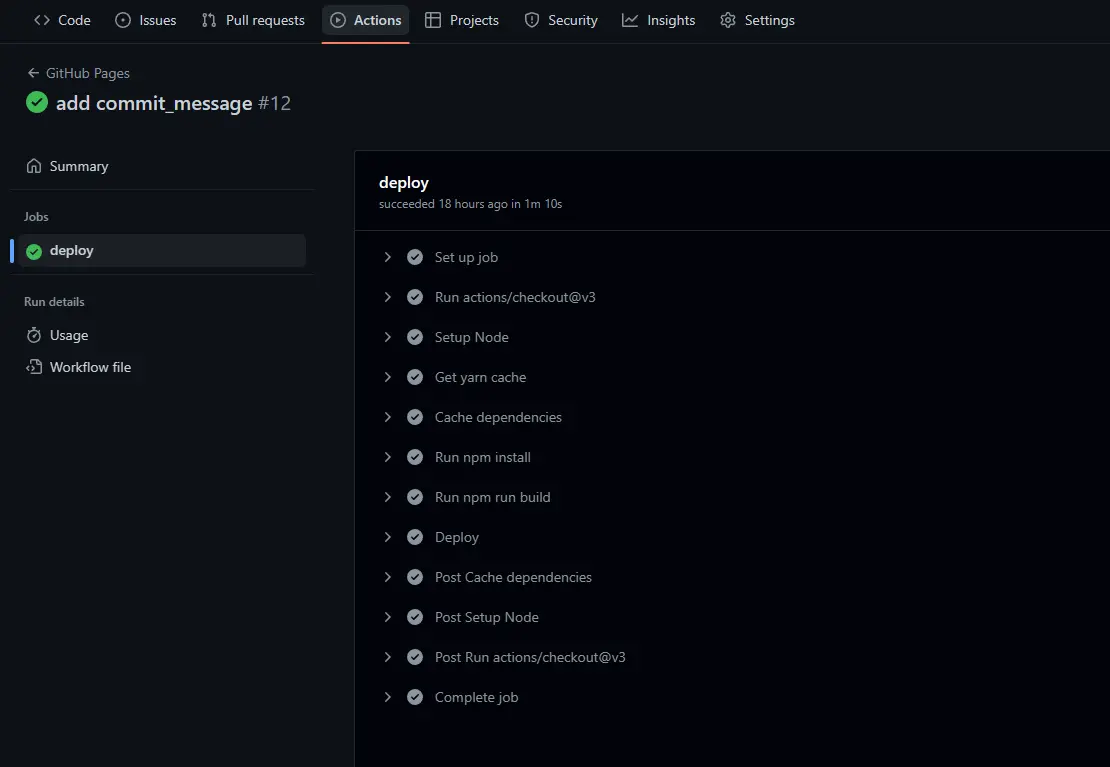 Code Issues Pull requests Actions Projects Security Insights Settings
GitHub Pages
add commit_message #12
Summary
Jobs
deploy
Run details
Usage
Workflow file
deploy
succeeded 18 hours ago in 1m 10s
Set up job
Run actions/checkout@v3
Setup Node
Get yarn cache
Cache dependencies
Run npm install
Run npm run build
Deploy
Post Cache dependencies
Post Setup Node
Post Run actions/checkout@v3
Complete job